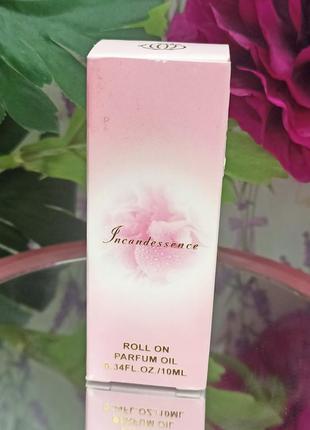 Incandessence
ROLL ON
PARFUM OIL
0.34FL.OZ/10ML